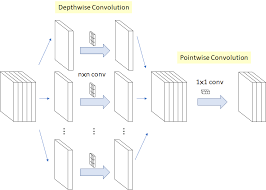 Depthwise Convolution
Pointwise Convolution
nxn conv
1x1 conv
...
...